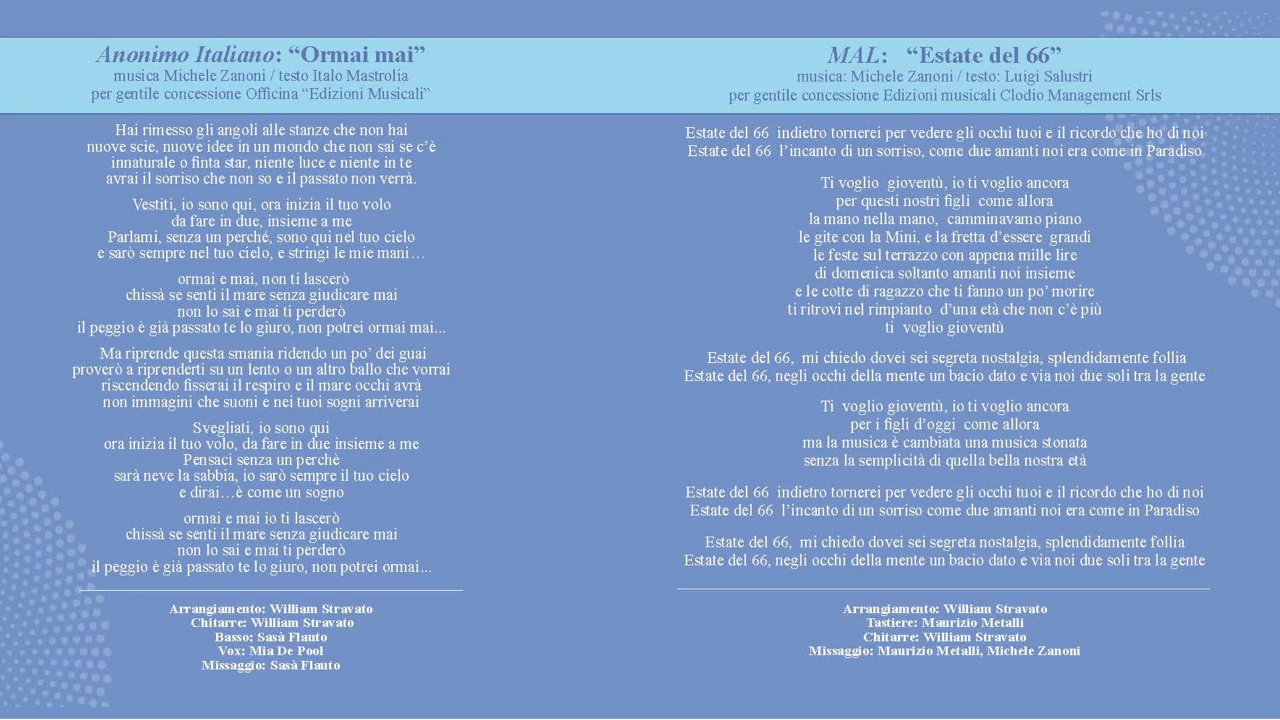 Anonimo Italiano: “Ormai mai”
musica Michele Zanoni / testo Italo Mastrolia
per gentile concessione Officina “Edizioni Musicali”
Hai rimesso gli angoli alle stanze che non hai
nuove scie, nuove idee in un mondo che non sai se c’è
innaturale o finta star, niente luce e niente in te
avrai il sorriso che non so e il passato non verrà.
Vestiti, io sono qui, ora inizia il tuo volo
da fare in due, insieme a me
Parlami, senza un perché, sono qui nel tuo cielo
e sarò sempre nel tuo cielo, e stringi le mie mani…
ormai e mai, non ti lascerò
chissà se senti il mare senza giudicare mai
non lo sai e mai ti perderò
il peggio è già passato te lo giuro, non potrei ormai mai...
Ma riprende questa smania ridendo un po’ dei guai
proverò a riprenderti su un lento o un altro ballo che vorrai
riscendendo fisserai il respiro e il mare occhi avrà
non immagini che suoni e nei tuoi sogni arriverai
Svegliati, io sono qui
ora inizia il tuo volo, da fare in due insieme a me
Pensaci senza un perchè
sarà neve la sabbia, io sarò sempre il tuo cielo
e dirai…è come un sogno
ormai e mai io ti lascerò
chissà se senti il mare senza giudicare mai
non lo sai e mai ti perderò
il peggio è già passato te lo giuro, non potrei ormai...
Arrangiamento: William Stravato
Chitarre: William Stravato
Basso: Sasà Flauto
Vox: Mia De Pool
Missaggio: Sasà Flauto
MAL: “Estate del 66”
musica: Michele Zanoni / testo: Luigi Salustri
per gentile concessione Edizioni musicali Clodio Management Srls
Estate del 66 indietro tornerei per vedere gli occhi tuoi e il ricordo che ho di noi
Estate del 66 l’incanto di un sorriso, come due amanti noi era come in Paradiso
Ti voglio gioventù, io ti voglio ancora
per questi nostri figli come allora
la mano nella mano, camminavamo piano
le gite con la Mini, e la fretta d’essere grandi
le feste sul terrazzo con appena mille lire
di domenica soltanto amanti noi insieme
e le cotte di ragazzo che ti fanno un po’ morire
ti ritrovi nel rimpianto d’una età che non c’è più
ti voglio gioventù
Estate del 66, mi chiedo dovei sei segreta nostalgia, splendidamente follia
Estate del 66, negli occhi della mente un bacio dato e via noi due soli tra la gente
Ti voglio gioventù, io ti voglio ancora
per i figli d’oggi come allora
ma la musica è cambiata una musica stonata
senza la semplicità di quella bella nostra età
Estate del 66 indietro tornerei per vedere gli occhi tuoi e il ricordo che ho di noi
Estate del 66 l’incanto di un sorriso come due amanti noi era come in Paradiso
Estate del 66, mi chiedo dovei sei segreta nostalgia, splendidamente follia
Estate del 66, negli occhi della mente un bacio dato e via noi due soli tra la gente
Arrangiamento: William Stravato
Tastiere: Maurizio Metalli
Chitarre: William Stravato
Missaggio: Maurizio Metalli, Michele Zanoni